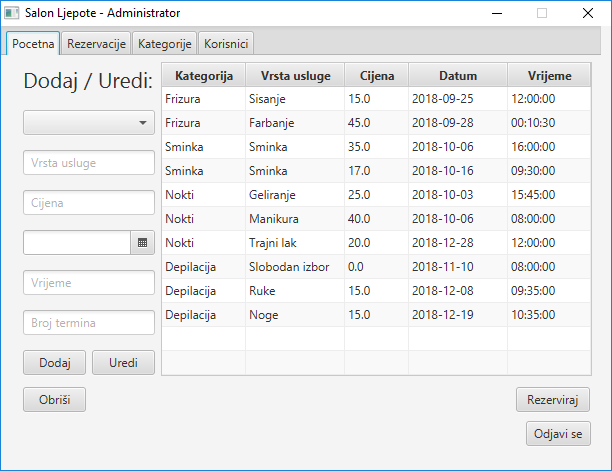 Salon Ljepote - Administrator
Pocetna Rezervacije Kategorije Korisnici
Dodaj / Uredi:
Vrsta usluge
Cijena
Vrijeme
Broj termina
Dodaj Uredi
Obriši
Kategorija Vrsta usluge Cijena Datum Vrijeme
Frizura Sisanje 15.0 2018-09-25 12:00:00
Frizura Farbanje 45.0 2018-09-28 00:10:30
Sminka Sminka 35.0 2018-10-06 16:00:00
Sminka Sminka 17.0 2018-10-16 09:30:00
Nokti Geliranje 25.0 2018-10-03 15:45:00
Nokti Manikura 40.0 2018-10-06 08:00:00
Nokti Trajni lak 20.0 2018-12-28 12:00:00
Depilacija Slobodan izbor 0.0 2018-11-10 08:00:00
Depilacija Ruke 15.0 2018-12-08 09:35:00
Depilacija Noge 15.0 2018-12-19 10:35:00
Rezerviraj
Odjavi se